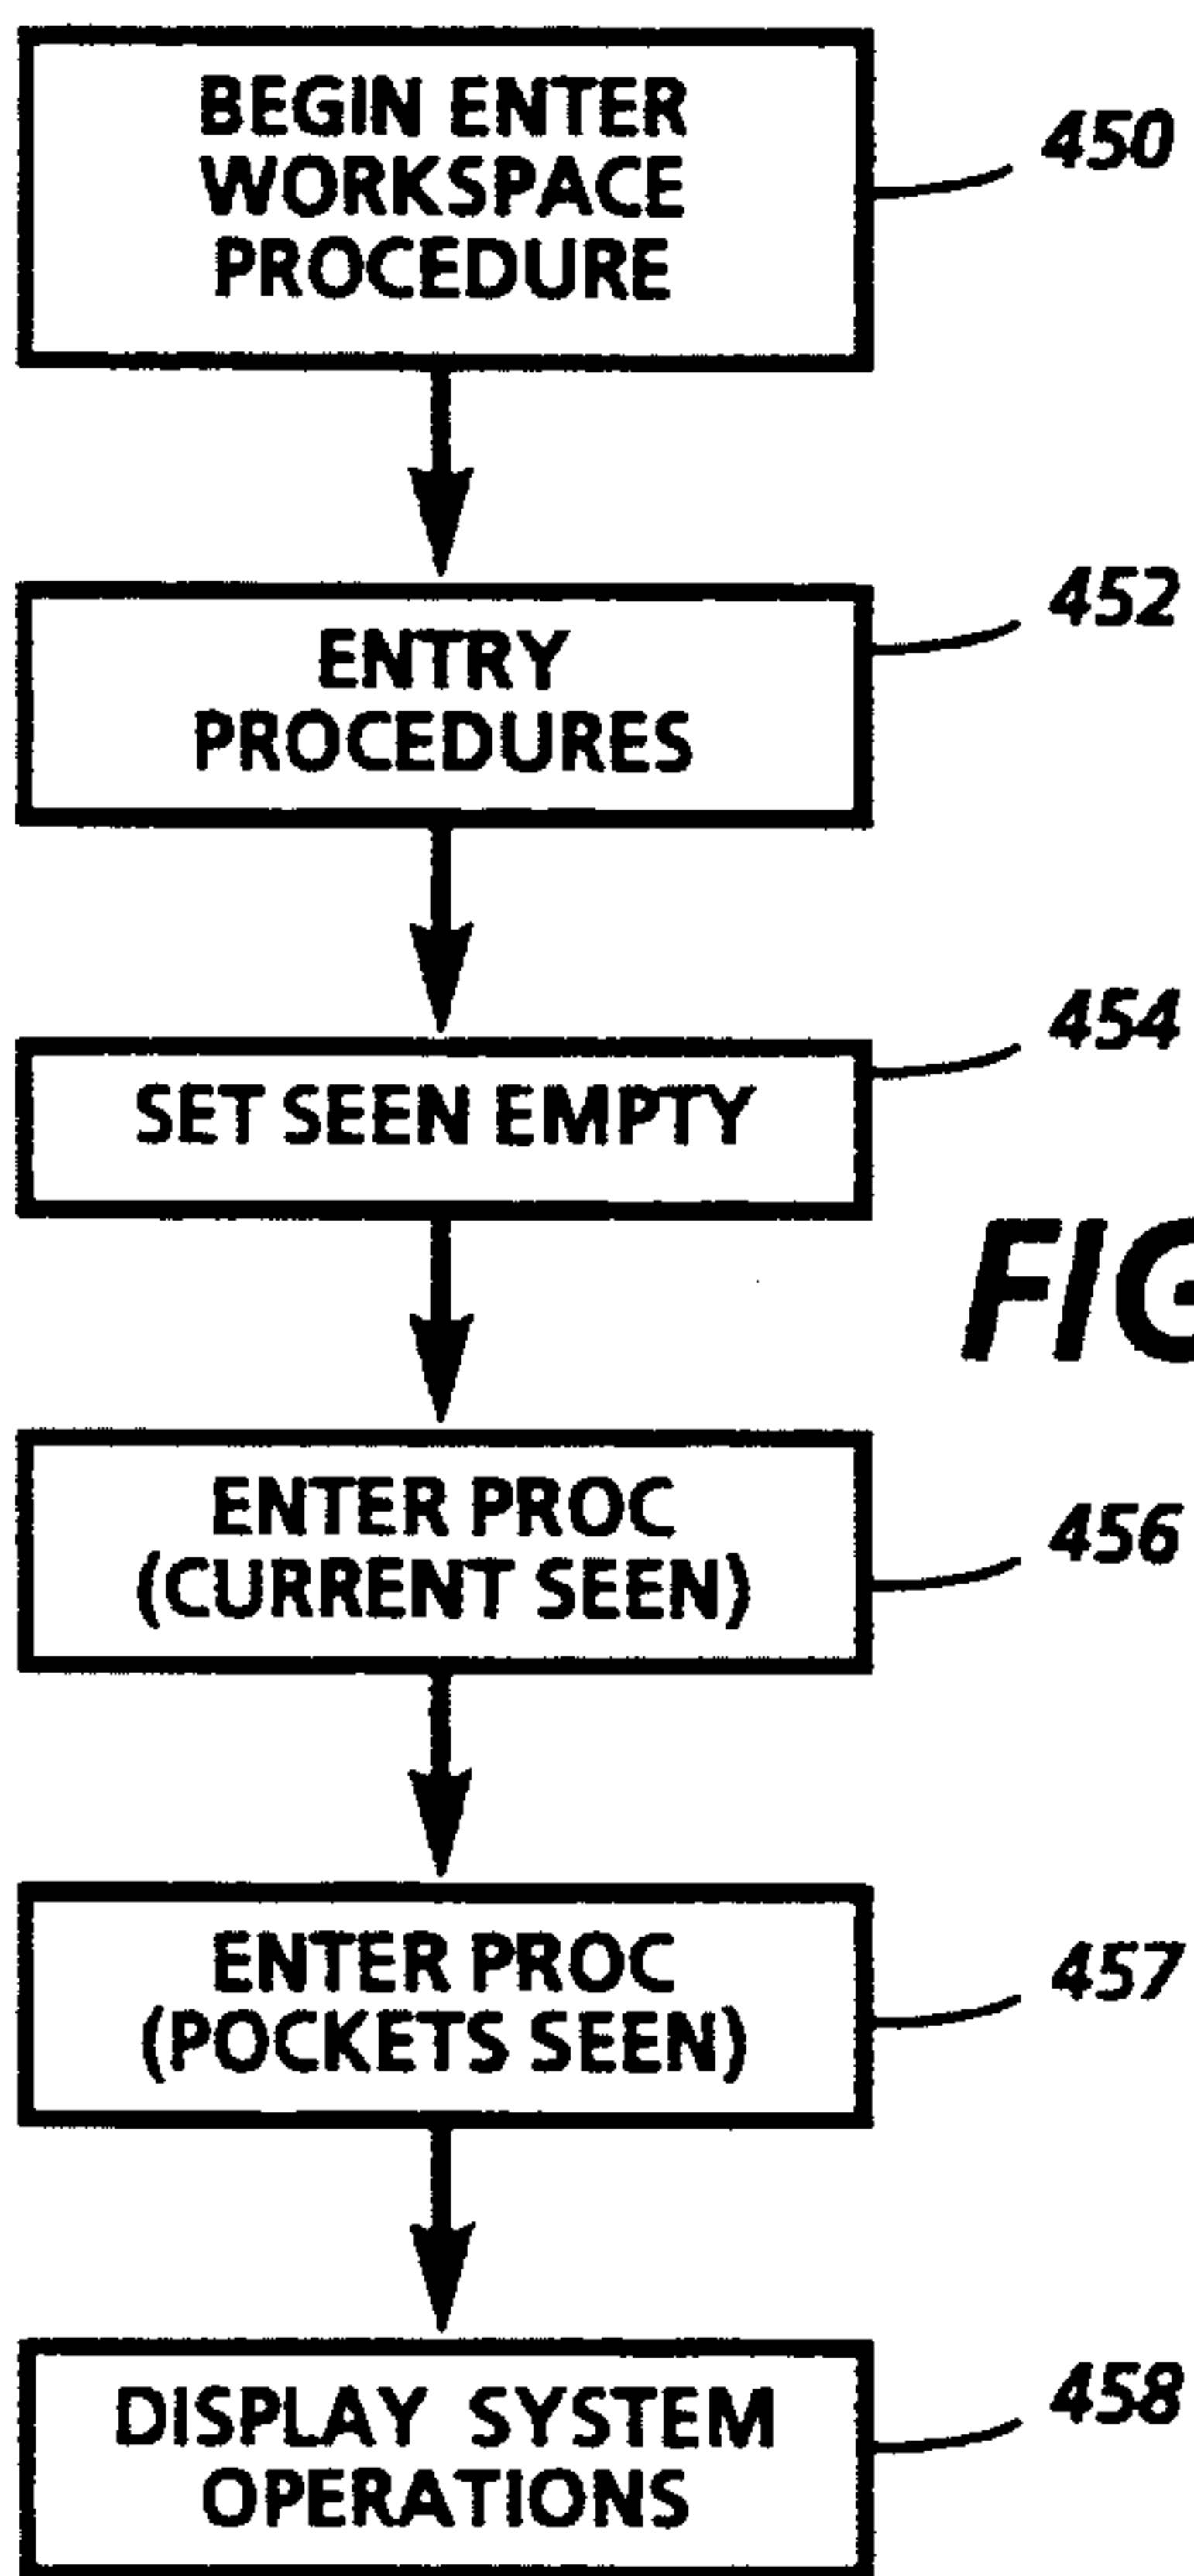 BEGIN ENTER
WORKSPACE
PROCEDURE
450
ENTRY
PROCEDURES
452
SET SEEN EMPTY
454
FIG
ENTER PROC
(CURRENT SEEN)
456
ENTER PROC
(POCKETS SEEN)
457
DISPLAY SYSTEM
OPERATIONS
458